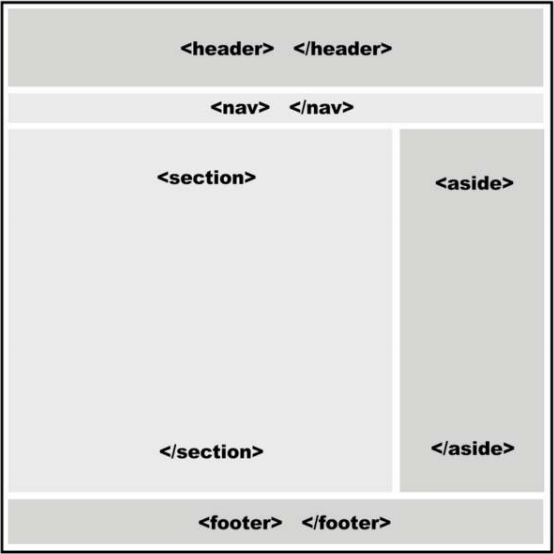 <header> </header>
<nav> </nav>
<section>
<aside>
</section>
</aside>
<footer> </footer>